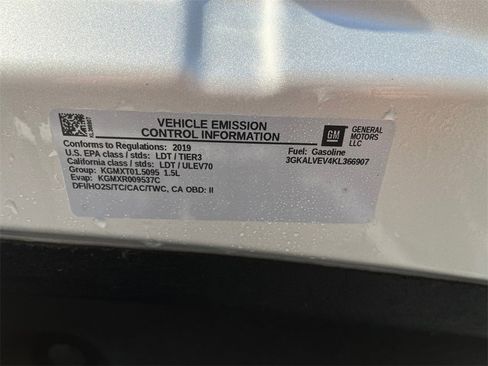 VEHICLE EMISSION
CONTROL INFORMATION
GM
GENERAL
MOTORS
LLC
Conforms to Regulations: 2019
U.S. EPA class / stds: LDT / TIER3
California class / stds: LDT / ULEV70
Group: KGMXT01.5095 1.5L
Evap: KGMXR009537C
DFI/HO2S/TC/CAC/TWC, CA OBD: II
Fuel: Gasoline
3GKALVEV4KL366907